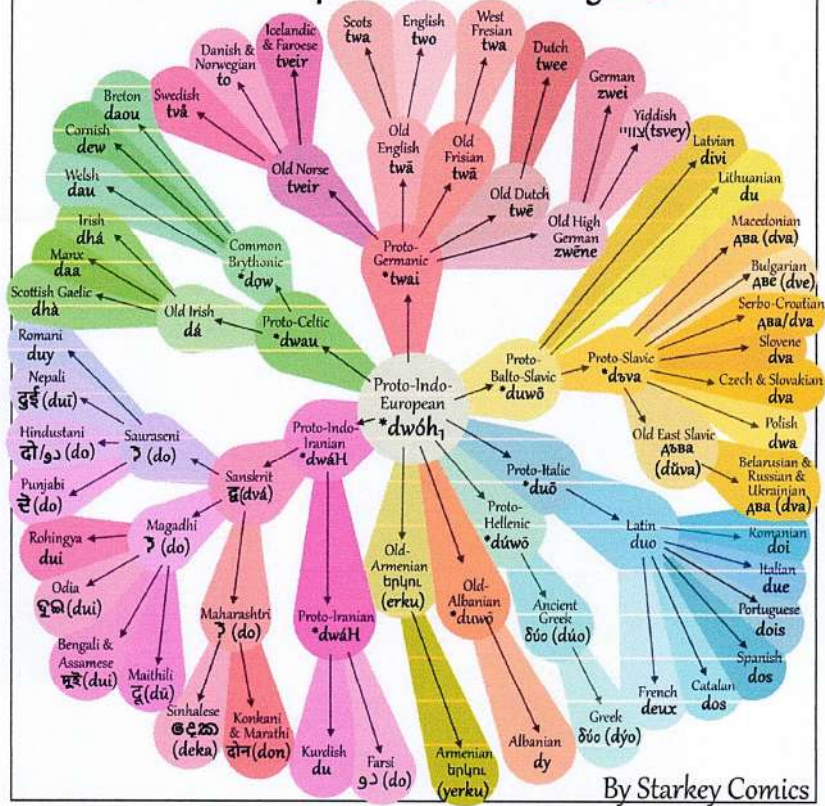 Icelandic
& Faroese
tveir
Danish &
Norwegian
to
Swedish
två
Scots
twa
English
two
West
Fresian
twa
Dutch
twee
German
zwei
Yiddish
צוויי (tsvey)
Old Norse
tveir
Old
English
twā
Old
Frisian
twā
Old Dutch
twē
Old High
German
zwēne
Proto-
Germanic
*twai
Breton
daou
Cornish
dew
Welsh
dau
Irish
dhá
Manx
daa
Scottish Gaelic
dhà
Common
Brythonic
*dọw
Old Irish
dá
Proto-Celtic
*dwau
Latvian
divi
Lithuanian
du
Macedonian
два (dva)
Bulgarian
две (dve)
Serbo-Croatian
два/dva
Slovene
dva
Czech & Slovakian
dva
Polish
dwa
Belarusian &
Russian &
Ukrainian
два (dva)
Proto-
Balto-Slavic
*duwō
Proto-Slavic
*dъva
Old East Slavic
дъва
(dŭva)
Proto-Indo-
European
*dwóh₁
Romani
duy
Nepali
दुई (duī)
Hindustani
दो/دو (do)
Punjabi
ਦੋ (do)
Sauraseni
(do)
Proto-Indo-
Iranian
*dwáH
Sanskrit
द्व (dvá)
Magadhi
(do)
Rohingya
dui
Odia
ଦୁଇ (dui)
Bengali &
Assamese
দুই (dui)
Maithili
दू (dū)
Maharashtri
(do)
Sinhalese
දෙක
(deka)
Konkani
& Marathi
दोन (don)
Proto-Iranian
*dwáH
Kurdish
du
Farsi
دو (do)
Old-
Armenian
երկու
(erku)
Armenian
երկու
(yerku)
Old-
Albanian
*duwō
Albanian
dy
Proto-
Hellenic
*dúwō
Ancient
Greek
δύο (dúo)
Greek
δύο (dýo)
Proto-Italic
*duō
Latin
duo
Romanian
doi
Italian
due
Portuguese
dois
Spanish
dos
Catalan
dos
French
deux
By Starkey Comics